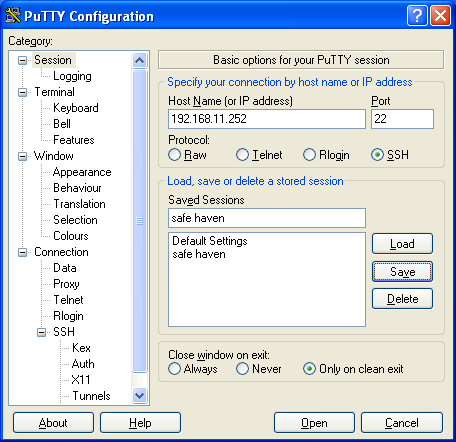 PuTTY Configuration
Category:
Session
Logging
Terminal
Keyboard
Bell
Features
Window
Appearance
Behaviour
Translation
Selection
Colours
Connection
Data
Proxy
Telnet
Rlogin
SSH
Kex
Auth
X11
Tunnels
Basic options for your PuTTY session
Specify your connection by host name or IP address
Host Name (or IP address) Port
192.168.11.252 22
Protocol:
Raw Telnet Rlogin SSH
Load, save or delete a stored session
Saved Sessions
safe haven
Default Settings
safe haven
Load
Save
Delete
Close window on exit:
Always Never Only on clean exit
About Help Open Cancel